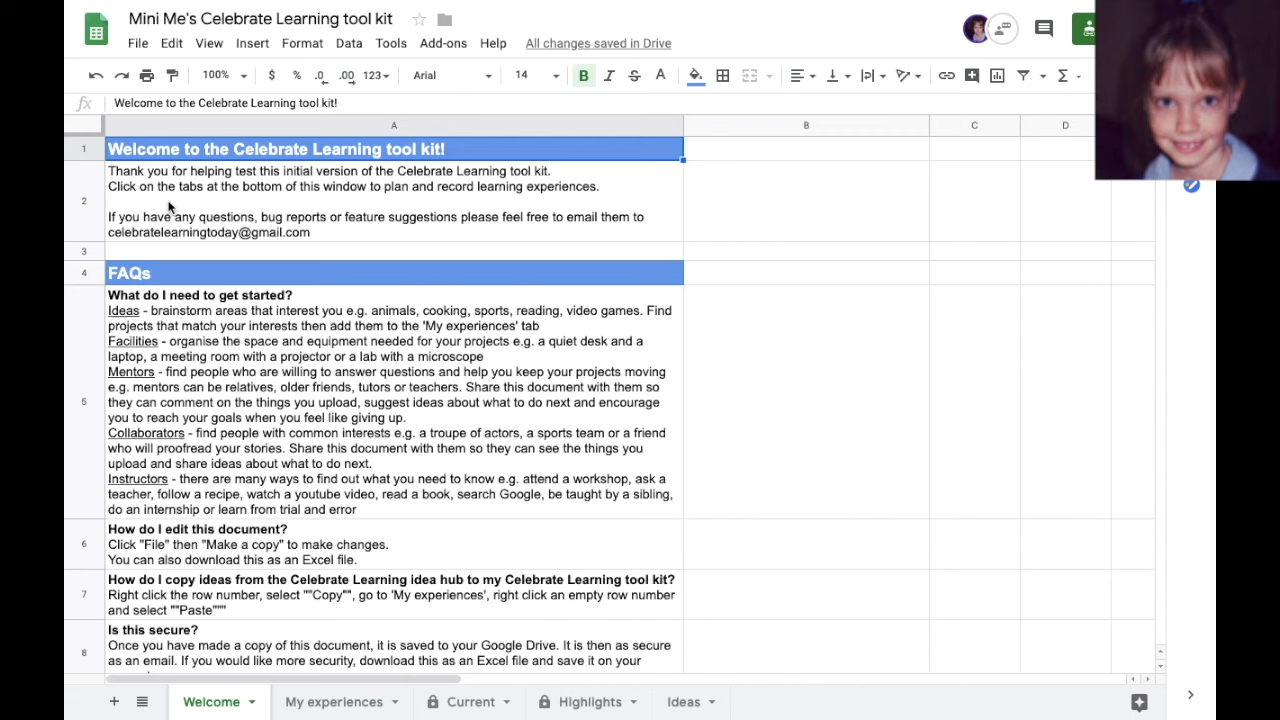 Mini Me's Celebrate Learning tool kit
File Edit View Insert Format Data Tools Add-ons Help All changes saved in Drive
100% $ % .0 .00 123 Arial 14 B I S A
fx Welcome to the Celebrate Learning tool kit!
A B C D
1 Welcome to the Celebrate Learning tool kit!
Thank you for helping test this initial version of the Celebrate Learning tool kit.
Click on the tabs at the bottom of this window to plan and record learning experiences.
2
If you have any questions, bug reports or feature suggestions please feel free to email them to
celebratelearningtoday@gmail.com
3
4 FAQs
What do I need to get started?
Ideas - brainstorm areas that interest you e.g. animals, cooking, sports, reading, video games. Find
projects that match your interests then add them to the 'My experiences' tab
Facilities - organise the space and equipment needed for your projects e.g. a quiet desk and a
laptop, a meeting room with a projector or a lab with a microscope
Mentors - find people who are willing to answer questions and help you keep your projects moving
e.g. mentors can be relatives, older friends, tutors or teachers. Share this document with them so
5 they can comment on the things you upload, suggest ideas about what to do next and encourage
you to reach your goals when you feel like giving up.
Collaborators - find people with common interests e.g. a troupe of actors, a sports team or a friend
who will proofread your stories. Share this document with them so they can see the things you
upload and share ideas about what to do next.
Instructors - there are many ways to find out what you need to know e.g. attend a workshop, ask a
teacher, follow a recipe, watch a youtube video, read a book, search Google, be taught by a sibling,
do an internship or learn from trial and error
How do I edit this document?
6 Click "File" then "Make a copy" to make changes.
You can also download this as an Excel file.
How do I copy ideas from the Celebrate Learning idea hub to my Celebrate Learning tool kit?
7 Right click the row number, select ""Copy"", go to 'My experiences', right click an empty row number
and select ""Paste"""
Is this secure?
8 Once you have made a copy of this document, it is saved to your Google Drive. It is then as secure
as an email. If you would like more security, download this as an Excel file and save it on your
Welcome My experiences Current Highlights Ideas